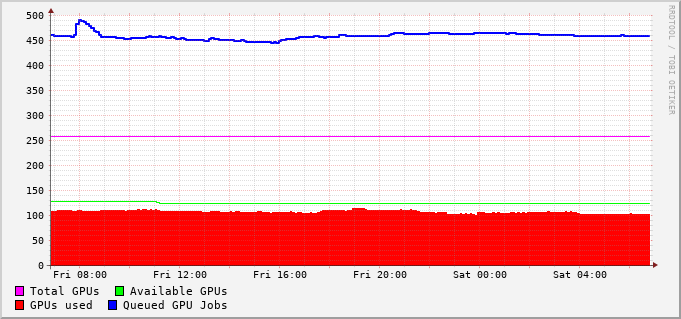 500
450
400
350
300
250
200
150
100
50
0
Fri 08:00 Fri 12:00 Fri 16:00 Fri 20:00 Sat 00:00 Sat 04:00
Total GPUs Available GPUs
GPUs used Queued GPU Jobs
RRDTOOL / TOBI OETIKER